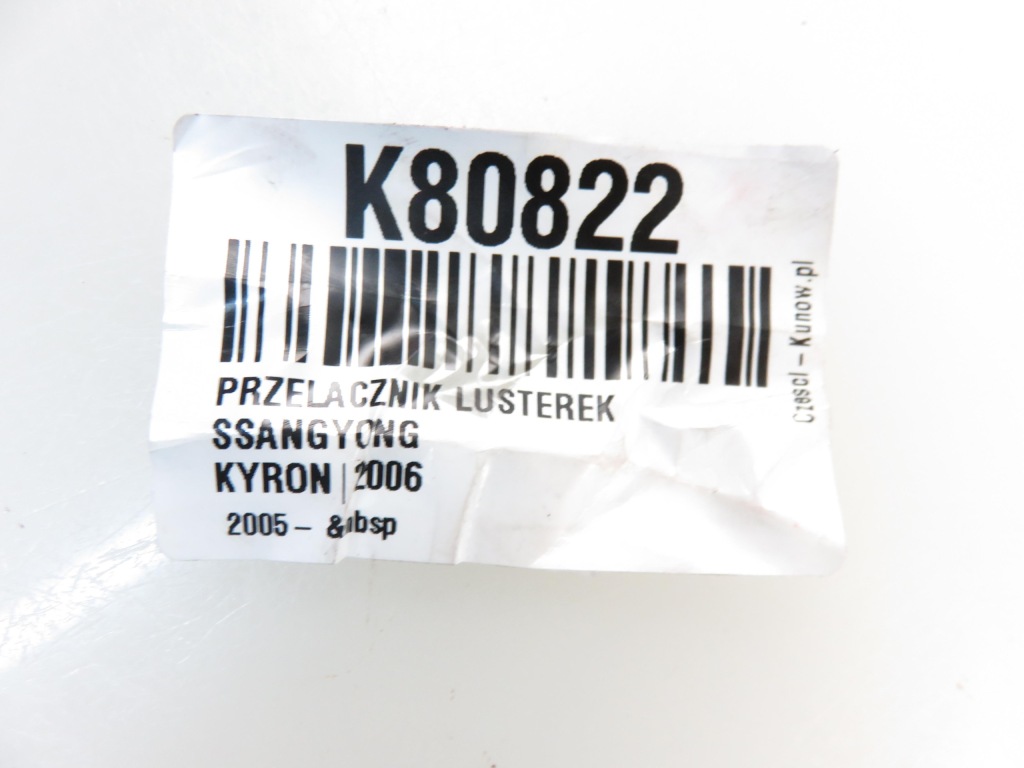 K80822
PRZELACZNIK LUSTEREK
SSANGYONG
KYRON | 2006
2005- &nbsp
Czesci - Kunow.pl